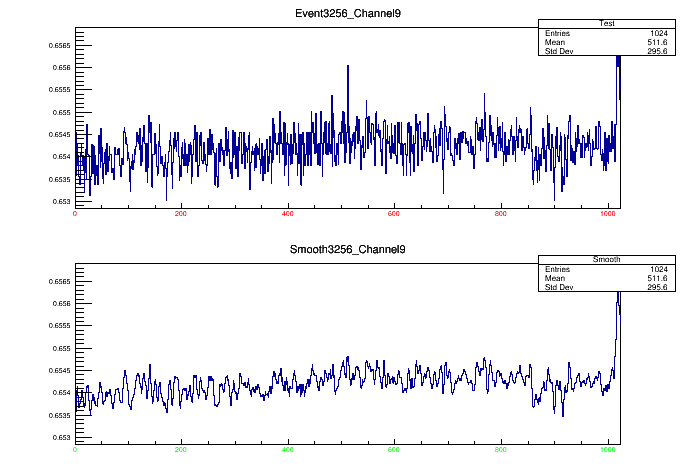 Event3256_Channel9
Test
Entries 1024
Mean 511.6
Std Dev 295.6
0.6565
0.656
0.6555
0.655
0.6545
0.654
0.6535
0.653
0 200 400 600 800 1000
Smooth3256_Channel9
Smooth
Entries 1024
Mean 511.6
Std Dev 295.6
0.6565
0.656
0.6555
0.655
0.6545
0.654
0.6535
0.653
0 200 400 600 800 1000